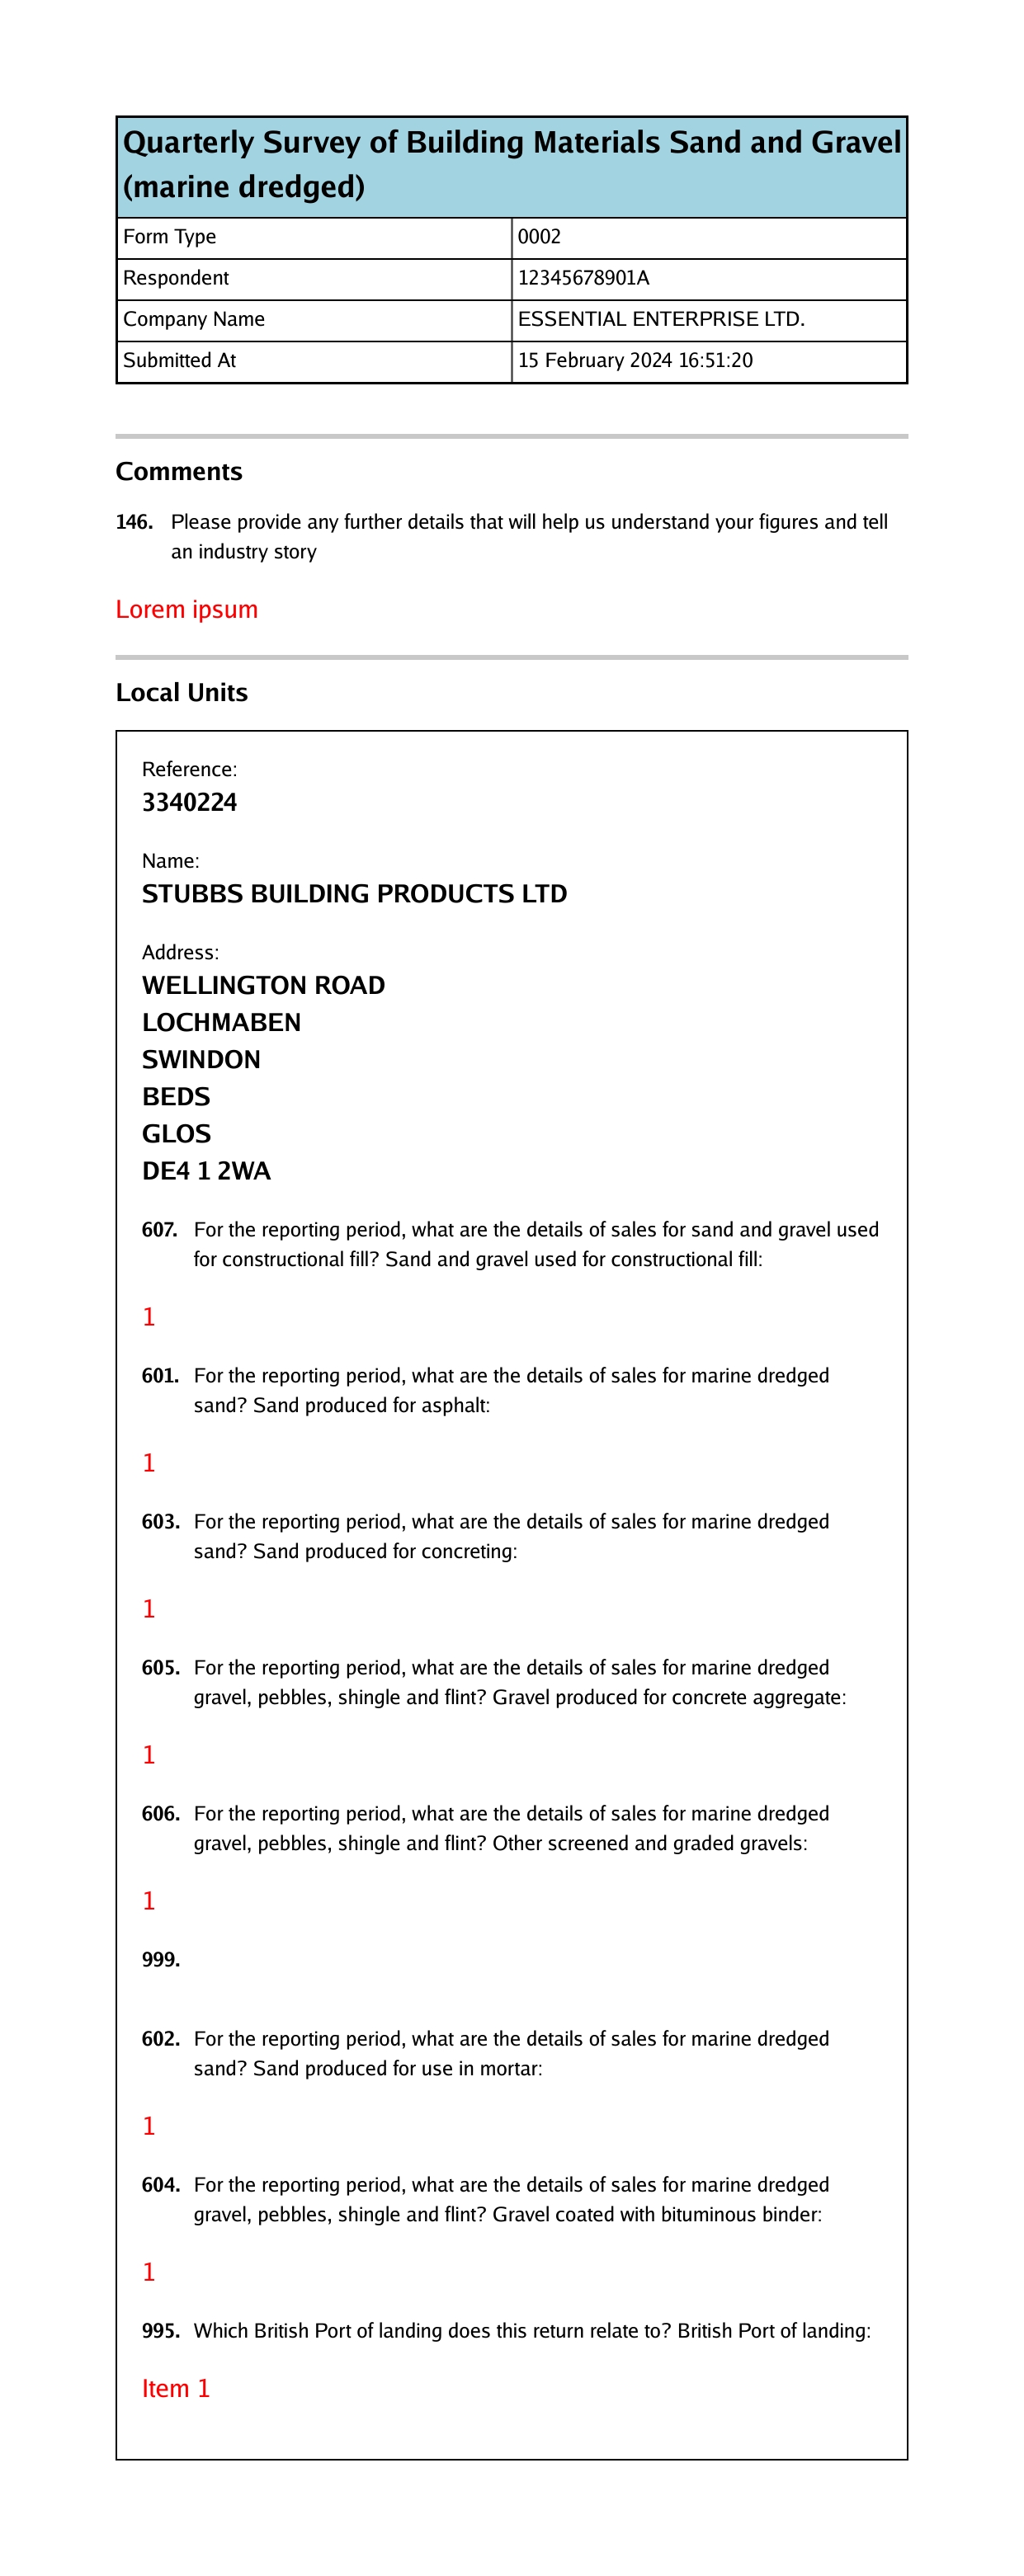 Quarterly Survey of Building Materials Sand and Gravel
(marine dredged)
Form Type 0002
Respondent 12345678901A
Company Name ESSENTIAL ENTERPRISE LTD.
Submitted At 15 February 2024 16:51:20
Comments
146. Please provide any further details that will help us understand your figures and tell
an industry story
Lorem ipsum
Local Units
Reference:
3340224
Name:
STUBBS BUILDING PRODUCTS LTD
Address:
WELLINGTON ROAD
LOCHMABEN
SWINDON
BEDS
GLOS
DE4 1 2WA
607. For the reporting period, what are the details of sales for sand and gravel used
for constructional fill? Sand and gravel used for constructional fill:
1
601. For the reporting period, what are the details of sales for marine dredged
sand? Sand produced for asphalt:
1
603. For the reporting period, what are the details of sales for marine dredged
sand? Sand produced for concreting:
1
605. For the reporting period, what are the details of sales for marine dredged
gravel, pebbles, shingle and flint? Gravel produced for concrete aggregate:
1
606. For the reporting period, what are the details of sales for marine dredged
gravel, pebbles, shingle and flint? Other screened and graded gravels:
1
999.
602. For the reporting period, what are the details of sales for marine dredged
sand? Sand produced for use in mortar:
1
604. For the reporting period, what are the details of sales for marine dredged
gravel, pebbles, shingle and flint? Gravel coated with bituminous binder:
1
995. Which British Port of landing does this return relate to? British Port of landing:
Item 1